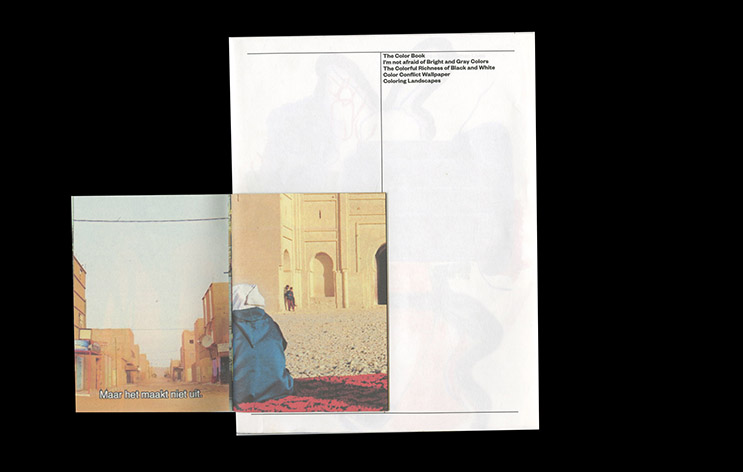 The Color Book
I'm not afraid of Bright and Gray Colors
The Colorful Richness of Black and White
Color Conflict Wallpaper
Coloring Landscapes
Maar het maakt niet uit.